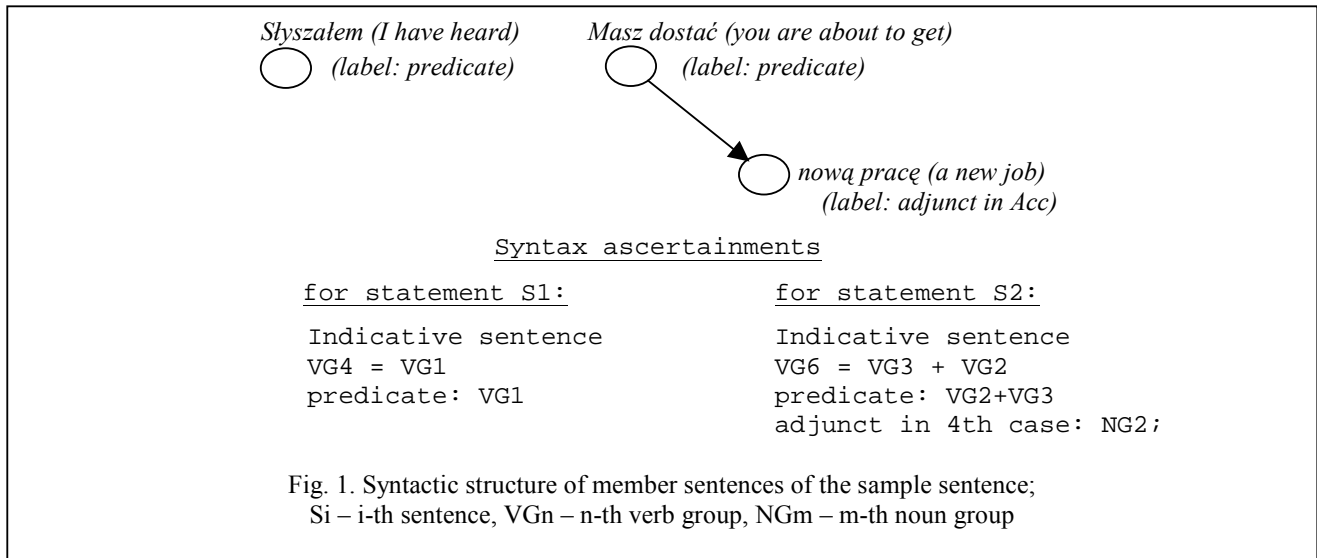 Słyszałem (I have heard) Masz dostać (you are about to get)
(label: predicate) (label: predicate)
nową pracę (a new job)
(label: adjunct in Acc)
Syntax ascertainments
for statement S1: for statement S2:
Indicative sentence Indicative sentence
VG4 = VG1 VG6 = VG3 + VG2
predicate: VG1 predicate: VG2+VG3
adjunct in 4th case: NG2;
Fig. 1. Syntactic structure of member sentences of the sample sentence;
Si – i-th sentence, VGn – n-th verb group, NGm – m-th noun group